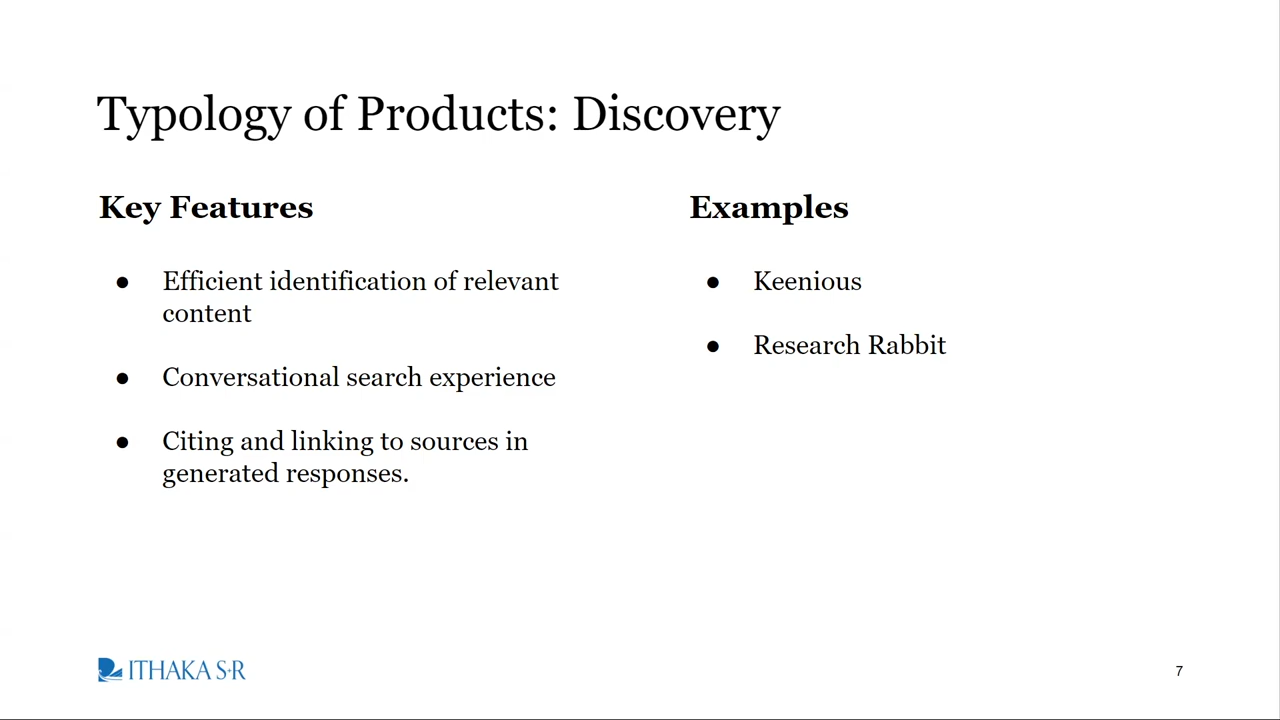 Typology of Products: Discovery
Key Features
● Efficient identification of relevant
content
● Conversational search experience
● Citing and linking to sources in
generated responses.
Examples
● Keenious
● Research Rabbit
ITHAKA S+R
7